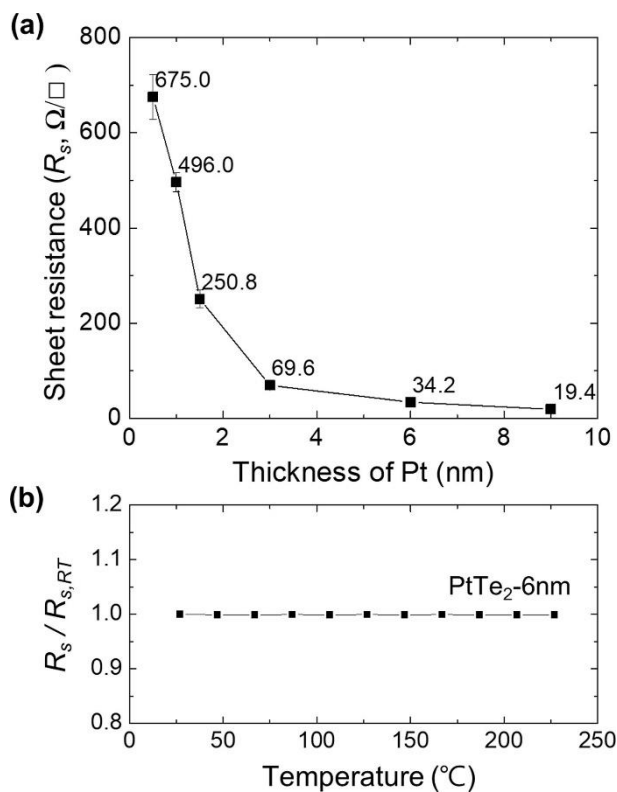 (a)
Sheet resistance (Rs, Ω/□)
800
600
400
200
0
675.0
496.0
250.8
69.6
34.2
19.4
0 2 4 6 8 10
Thickness of Pt (nm)
(b)
Rs / Rs,RT
1.2
1.1
1.0
0.9
0.8
PtTe2-6nm
0 50 100 150 200 250
Temperature (℃)